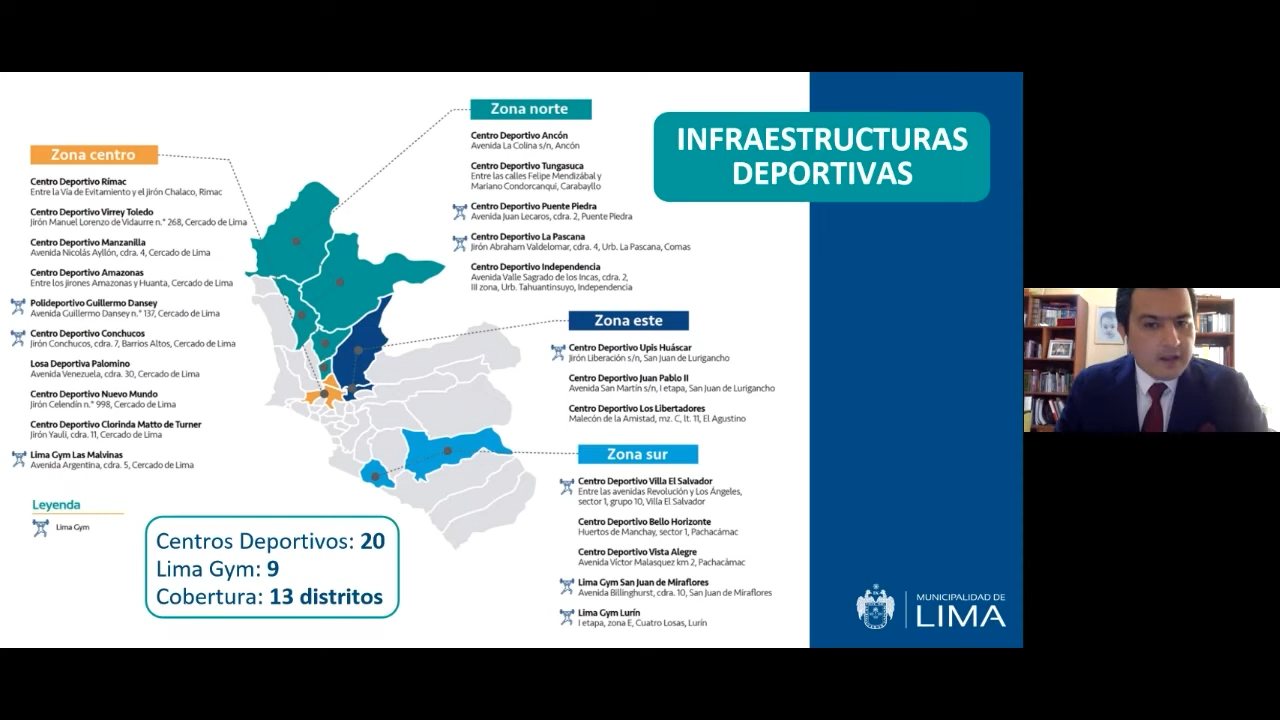 INFRAESTRUCTURAS
DEPORTIVAS
Zona centro
Centro Deportivo Rímac
Entre la Vía de Evitamiento y el jirón Chalaco, Rimac
Centro Deportivo Virrey Toledo
Jirón Manuel Lorenzo de Vidaurre n.° 268, Cercado de Lima
Centro Deportivo Manzanilla
Avenida Nicolás Ayllón, cdra. 4, Cercado de Lima
Centro Deportivo Amazonas
Entre los jirones Amazonas y Huanta, Cercado de Lima
Polideportivo Guillermo Dansey
Avenida Guillermo Dansey n.° 137, Cercado de Lima
Centro Deportivo Conchucos
Jirón Conchucos, cdra. 7, Barrios Altos, Cercado de Lima
Losa Deportiva Palomino
Avenida Venezuela, cdra. 30, Cercado de Lima
Centro Deportivo Nuevo Mundo
Jirón Celendín n.° 998, Cercado de Lima
Centro Deportivo Clorinda Matto de Turner
Jirón Yauli, cdra. 11, Cercado de Lima
Lima Gym Las Malvinas
Avenida Argentina, cdra. 5, Cercado de Lima
Leyenda
Lima Gym
Zona norte
Centro Deportivo Ancón
Avenida La Colina s/n, Ancón
Centro Deportivo Tungasuca
Entre las calles Felipe Mendizábal y
Mariano Condorcanqui, Carabayllo
Centro Deportivo Puente Piedra
Avenida Juan Lecaros, cdra. 2, Puente Piedra
Centro Deportivo La Pascana
Jirón Abraham Valdelomar, cdra. 4, Urb. La Pascana, Comas
Centro Deportivo Independencia
Avenida Valle Sagrado de los Incas, cdra. 2,
III zona, Urb. Tahuantinsuyo, Independencia
Zona este
Centro Deportivo Upis Huáscar
Jirón Liberación s/n, San Juan de Lurigancho
Centro Deportivo Juan Pablo II
Avenida San Martín s/n, I etapa, San Juan de Lurigancho
Centro Deportivo Los Libertadores
Malecón de la Amistad, mz. C, lt. 11, El Agustino
Zona sur
Centro Deportivo Villa El Salvador
Entre las avenidas Revolución y Los Ángeles,
sector 1, grupo 10, Villa El Salvador
Centro Deportivo Bello Horizonte
Huertos de Manchay, sector 1, Pachacámac
Centro Deportivo Vista Alegre
Avenida Víctor Malasquez km 2, Pachacámac
Lima Gym San Juan de Miraflores
Avenida Billinghurst, cdra. 10, San Juan de Miraflores
Lima Gym Lurín
I etapa, zona E, Cuatro Losas, Lurín
Centros Deportivos: 20
Lima Gym: 9
Cobertura: 13 distritos
MUNICIPALIDAD DE
LIMA